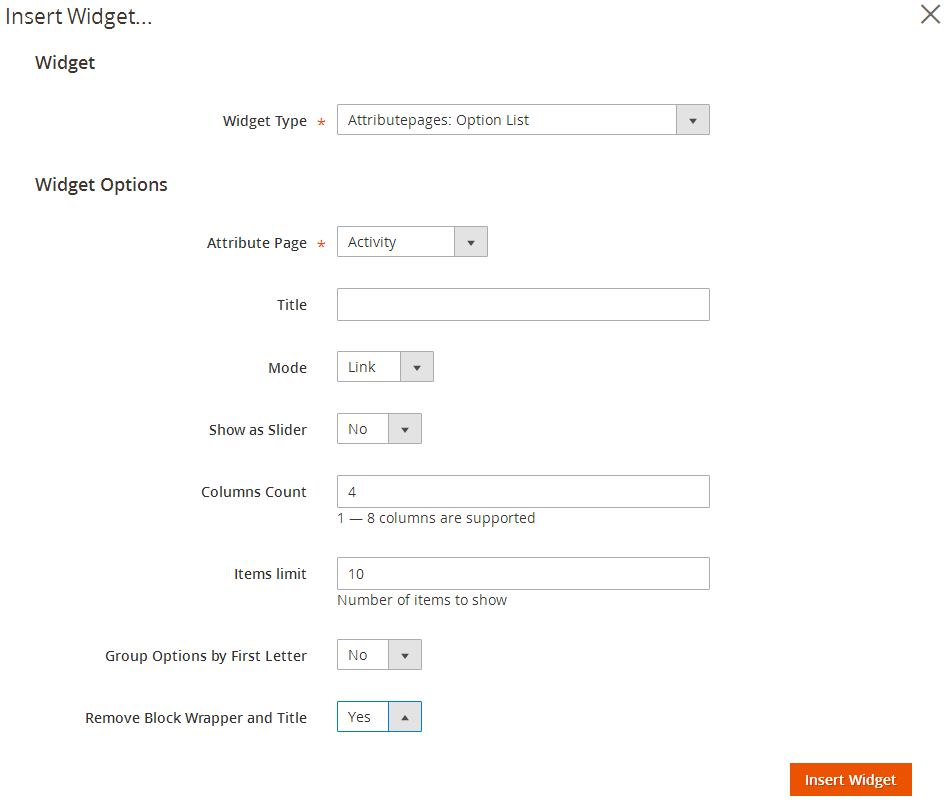 Insert Widget...
Widget
Widget Type * Attributepages: Option List
Widget Options
Attribute Page * Activity
Title
Mode Link
Show as Slider No
Columns Count 4
1 — 8 columns are supported
Items limit 10
Number of items to show
Group Options by First Letter No
Remove Block Wrapper and Title Yes
Insert Widget